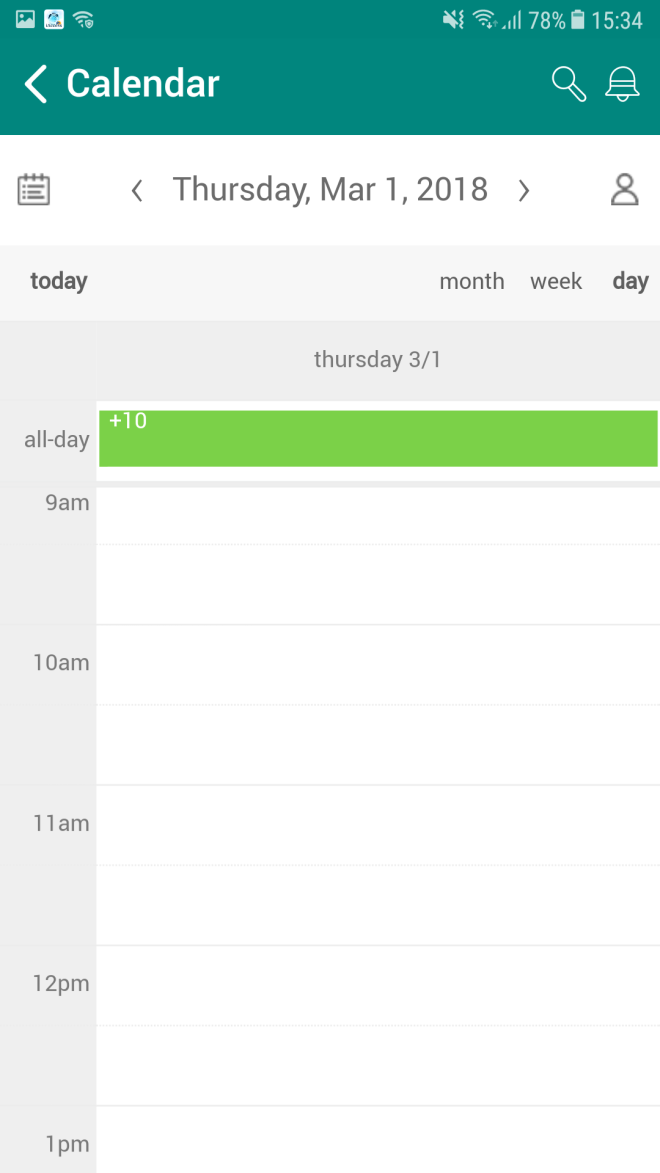 78% 15:34
Calendar
Thursday, Mar 1, 2018
today month week day
thursday 3/1
all-day +10
9am
10am
11am
12pm
1pm